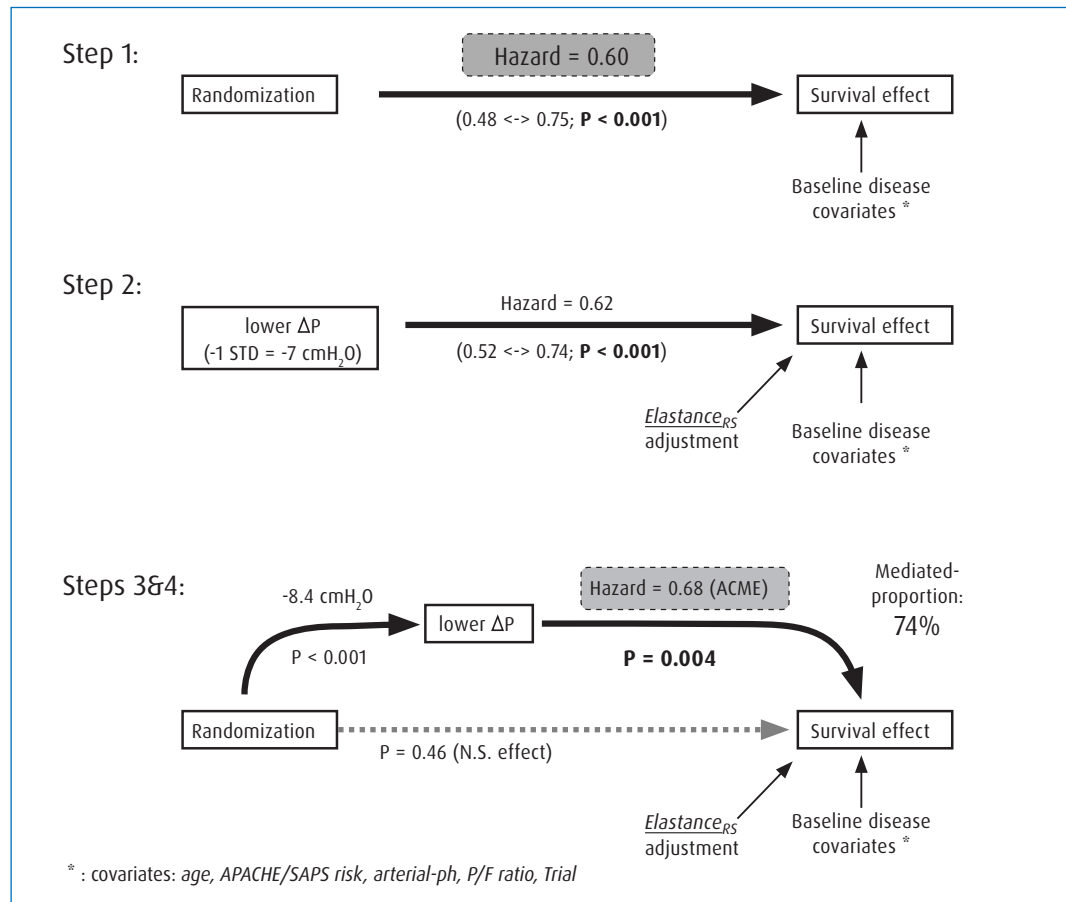 Step 1:
Hazard = 0.60
Randomization
Survival effect
(0.48 <-> 0.75; P < 0.001)
Baseline disease
covariates *
Step 2:
lower ΔP
(-1 STD = -7 cmH₂O)
Hazard = 0.62
(0.52 <-> 0.74; P < 0.001)
Survival effect
Elastance_RS
adjustment
Baseline disease
covariates *
Steps 3&4:
-8.4 cmH₂O
P < 0.001
lower ΔP
Hazard = 0.68 (ACME)
P = 0.004
Mediated-
proportion:
74%
Randomization
P = 0.46 (N.S. effect)
Survival effect
Elastance_RS
adjustment
Baseline disease
covariates *
* : covariates: age, APACHE/SAPS risk, arterial-ph, P/F ratio, Trial